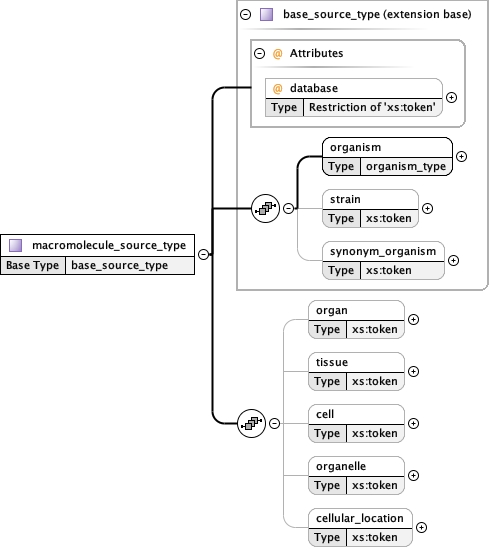 base_source_type (extension base)
@ Attributes
@ database
Type Restriction of 'xs:token'
organism
Type organism_type
strain
Type xs:token
synonym_organism
Type xs:token
macromolecule_source_type
Base Type base_source_type
organ
Type xs:token
tissue
Type xs:token
cell
Type xs:token
organelle
Type xs:token
cellular_location
Type xs:token